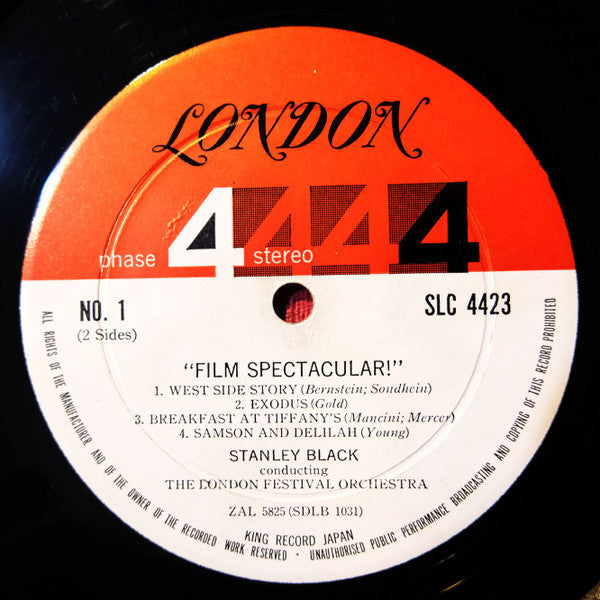 LONDON
phase 4 stereo 4 4 4
NO. 1
(2 Sides)
SLC 4423
"FILM SPECTACULAR!"
1. WEST SIDE STORY (Bernstein; Sondhein)
2. EXODUS (Gold)
3. BREAKFAST AT TIFFANY'S (Mancini; Mercer)
4. SAMSON AND DELILAH (Young)
STANLEY BLACK
conducting
THE LONDON FESTIVAL ORCHESTRA
ZAL 5825 (SDLB 1031)
KING RECORD JAPAN
ALL RIGHTS OF THE MANUFACTURER AND OF THE OWNER OF THE RECORDED WORK RESERVED • UNAUTHORISED PUBLIC PERFORMANCE BROADCASTING AND COPYING OF THIS RECORD PROHIBITED